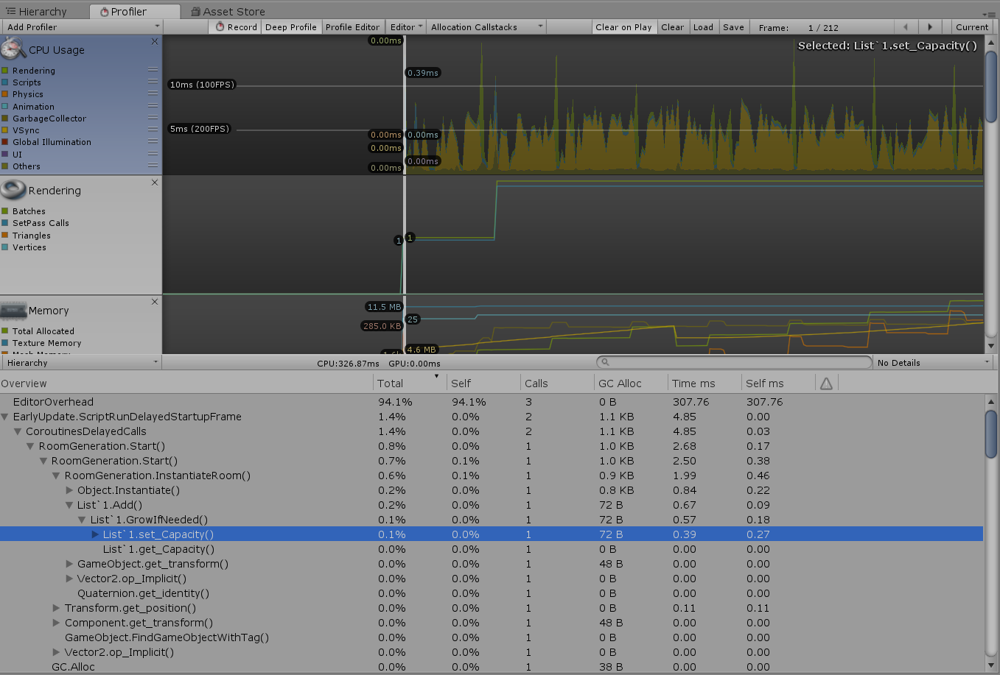 Hierarchy Profiler Asset Store
Add Profiler Record Deep Profile Profile Editor Editor Allocation Callstacks Clear on Play Clear Load Save Frame: 1 / 212 Current
CPU Usage
Rendering
Scripts
Physics
Animation
GarbageCollector
VSync
Global Illumination
UI
Others
0.00ms
Selected: List`1.set_Capacity()
0.39ms
10ms (100FPS)
5ms (200FPS)
0.00ms 0.00ms
0.00ms
0.00ms
0.00ms
Rendering
Batches
SetPass Calls
Triangles
Vertices
1 1
Memory
Total Allocated
Texture Memory
Mesh Memory
11.5 MB
25
285.0 KB
4.6 MB
Hierarchy CPU:326.87ms GPU:0.00ms No Details
Overview Total Self Calls GC Alloc Time ms Self ms
EditorOverhead 94.1% 94.1% 3 0 B 307.76 307.76
EarlyUpdate.ScriptRunDelayedStartupFrame 1.4% 0.0% 2 1.1 KB 4.85 0.00
CoroutinesDelayedCalls 1.4% 0.0% 2 1.1 KB 4.85 0.03
RoomGeneration.Start() 0.8% 0.0% 1 1.0 KB 2.68 0.17
RoomGeneration.Start() 0.7% 0.1% 1 1.0 KB 2.50 0.38
RoomGeneration.InstantiateRoom() 0.6% 0.1% 1 0.9 KB 1.99 0.46
Object.Instantiate() 0.2% 0.0% 1 0.8 KB 0.84 0.22
List`1.Add() 0.2% 0.0% 1 72 B 0.67 0.09
List`1.GrowIfNeeded() 0.1% 0.0% 1 72 B 0.57 0.18
List`1.set_Capacity() 0.1% 0.0% 1 72 B 0.39 0.27
List`1.get_Capacity() 0.0% 0.0% 1 0 B 0.00 0.00
GameObject.get_transform() 0.0% 0.0% 1 48 B 0.00 0.00
Vector2.op_Implicit() 0.0% 0.0% 1 0 B 0.00 0.00
Quaternion.get_identity() 0.0% 0.0% 1 0 B 0.00 0.00
Transform.get_position() 0.0% 0.0% 1 0 B 0.11 0.11
Component.get_transform() 0.0% 0.0% 1 48 B 0.00 0.00
GameObject.FindGameObjectWithTag() 0.0% 0.0% 1 0 B 0.00 0.00
Vector2.op_Implicit() 0.0% 0.0% 1 0 B 0.00 0.00
GC.Alloc 0.0% 0.0% 1 38 B 0.00 0.00